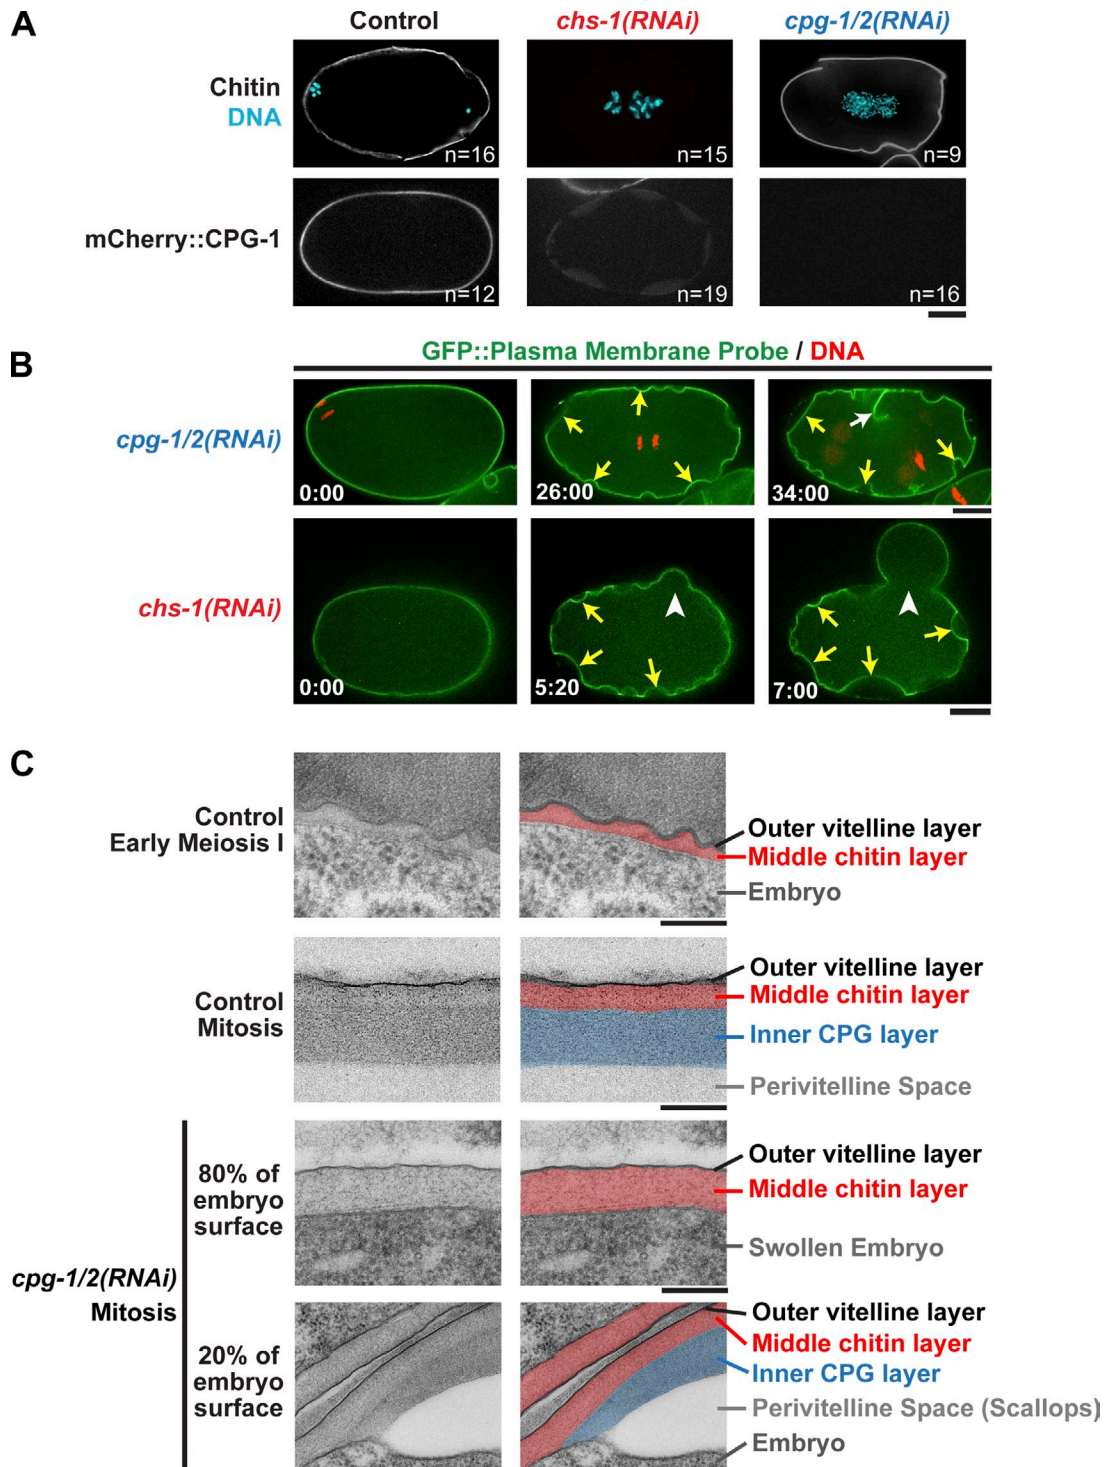 A
Control
chs-1(RNAi)
cpg-1/2(RNAi)
Chitin
DNA
n=16
n=15
n=9
mCherry::CPG-1
n=12
n=19
n=16
B
GFP::Plasma Membrane Probe / DNA
cpg-1/2(RNAi)
0:00
26:00
34:00
chs-1(RNAi)
0:00
5:20
7:00
C
Control
Early Meiosis I
Outer vitelline layer
Middle chitin layer
Embryo
Control
Mitosis
Outer vitelline layer
Middle chitin layer
Inner CPG layer
Perivitelline Space
cpg-1/2(RNAi)
Mitosis
80% of
embryo
surface
Outer vitelline layer
Middle chitin layer
Swollen Embryo
20% of
embryo
surface
Outer vitelline layer
Middle chitin layer
Inner CPG layer
Perivitelline Space (Scallops)
Embryo